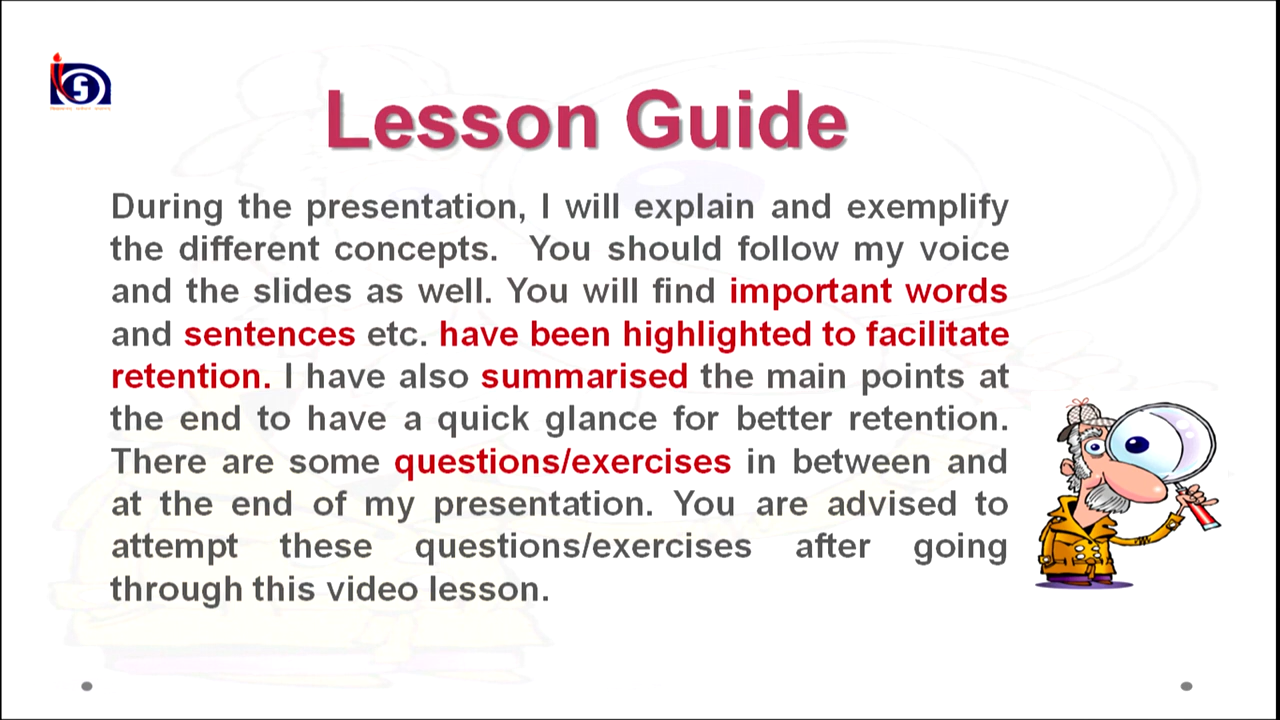 Lesson Guide
During the presentation, I will explain and exemplify
the different concepts. You should follow my voice
and the slides as well. You will find important words
and sentences etc. have been highlighted to facilitate
retention. I have also summarised the main points at
the end to have a quick glance for better retention.
There are some questions/exercises in between and
at the end of my presentation. You are advised to
attempt these questions/exercises after going
through this video lesson.